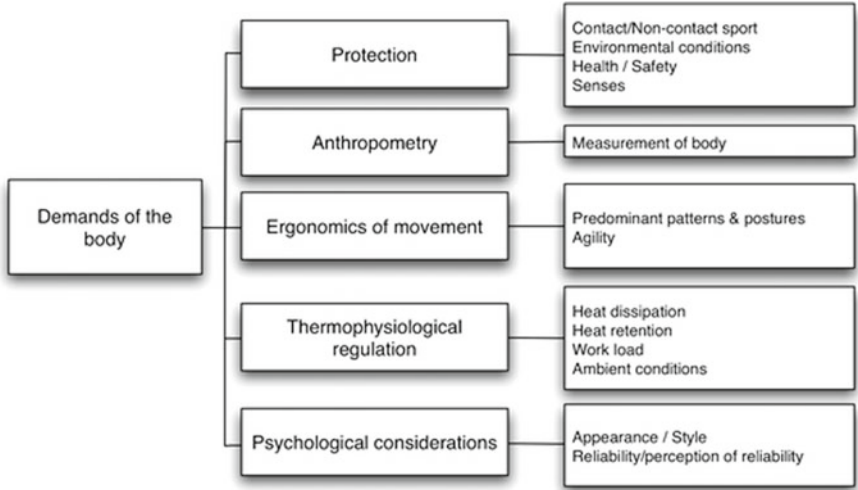 Demands of the
body
Protection
Contact/Non-contact sport
Environmental conditions
Health / Safety
Senses
Anthropometry
Measurement of body
Ergonomics of movement
Predominant patterns & postures
Agility
Thermophysiological
regulation
Heat dissipation
Heat retention
Work load
Ambient conditions
Psychological considerations
Appearance / Style
Reliability/perception of reliability